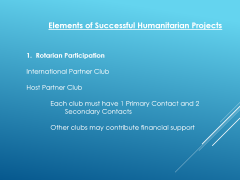 Elements of Successful Humanitarian Projects
1. Rotarian Participation
International Partner Club
Host Partner Club
Each club must have 1 Primary Contact and 2
Secondary Contacts
Other clubs may contribute financial support